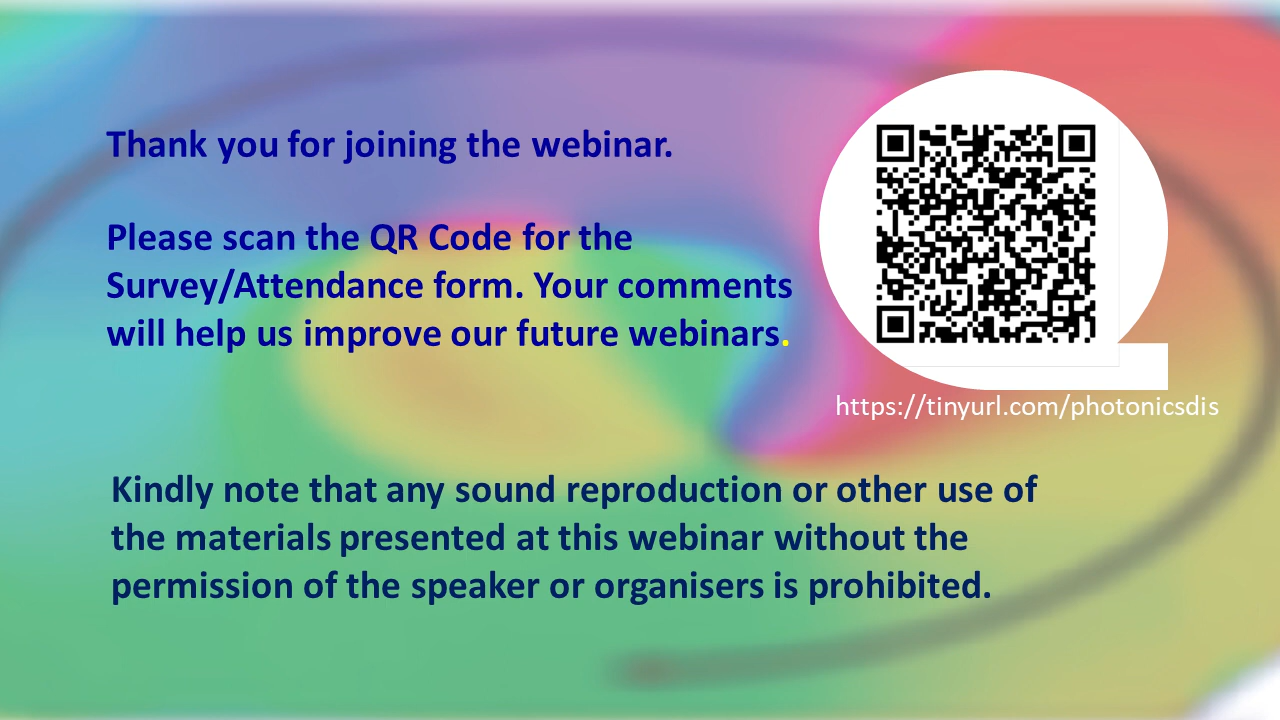 Thank you for joining the webinar.
Please scan the QR Code for the
Survey/Attendance form. Your comments
will help us improve our future webinars.
https://tinyurl.com/photonicsdis
Kindly note that any sound reproduction or other use of
the materials presented at this webinar without the
permission of the speaker or organisers is prohibited.